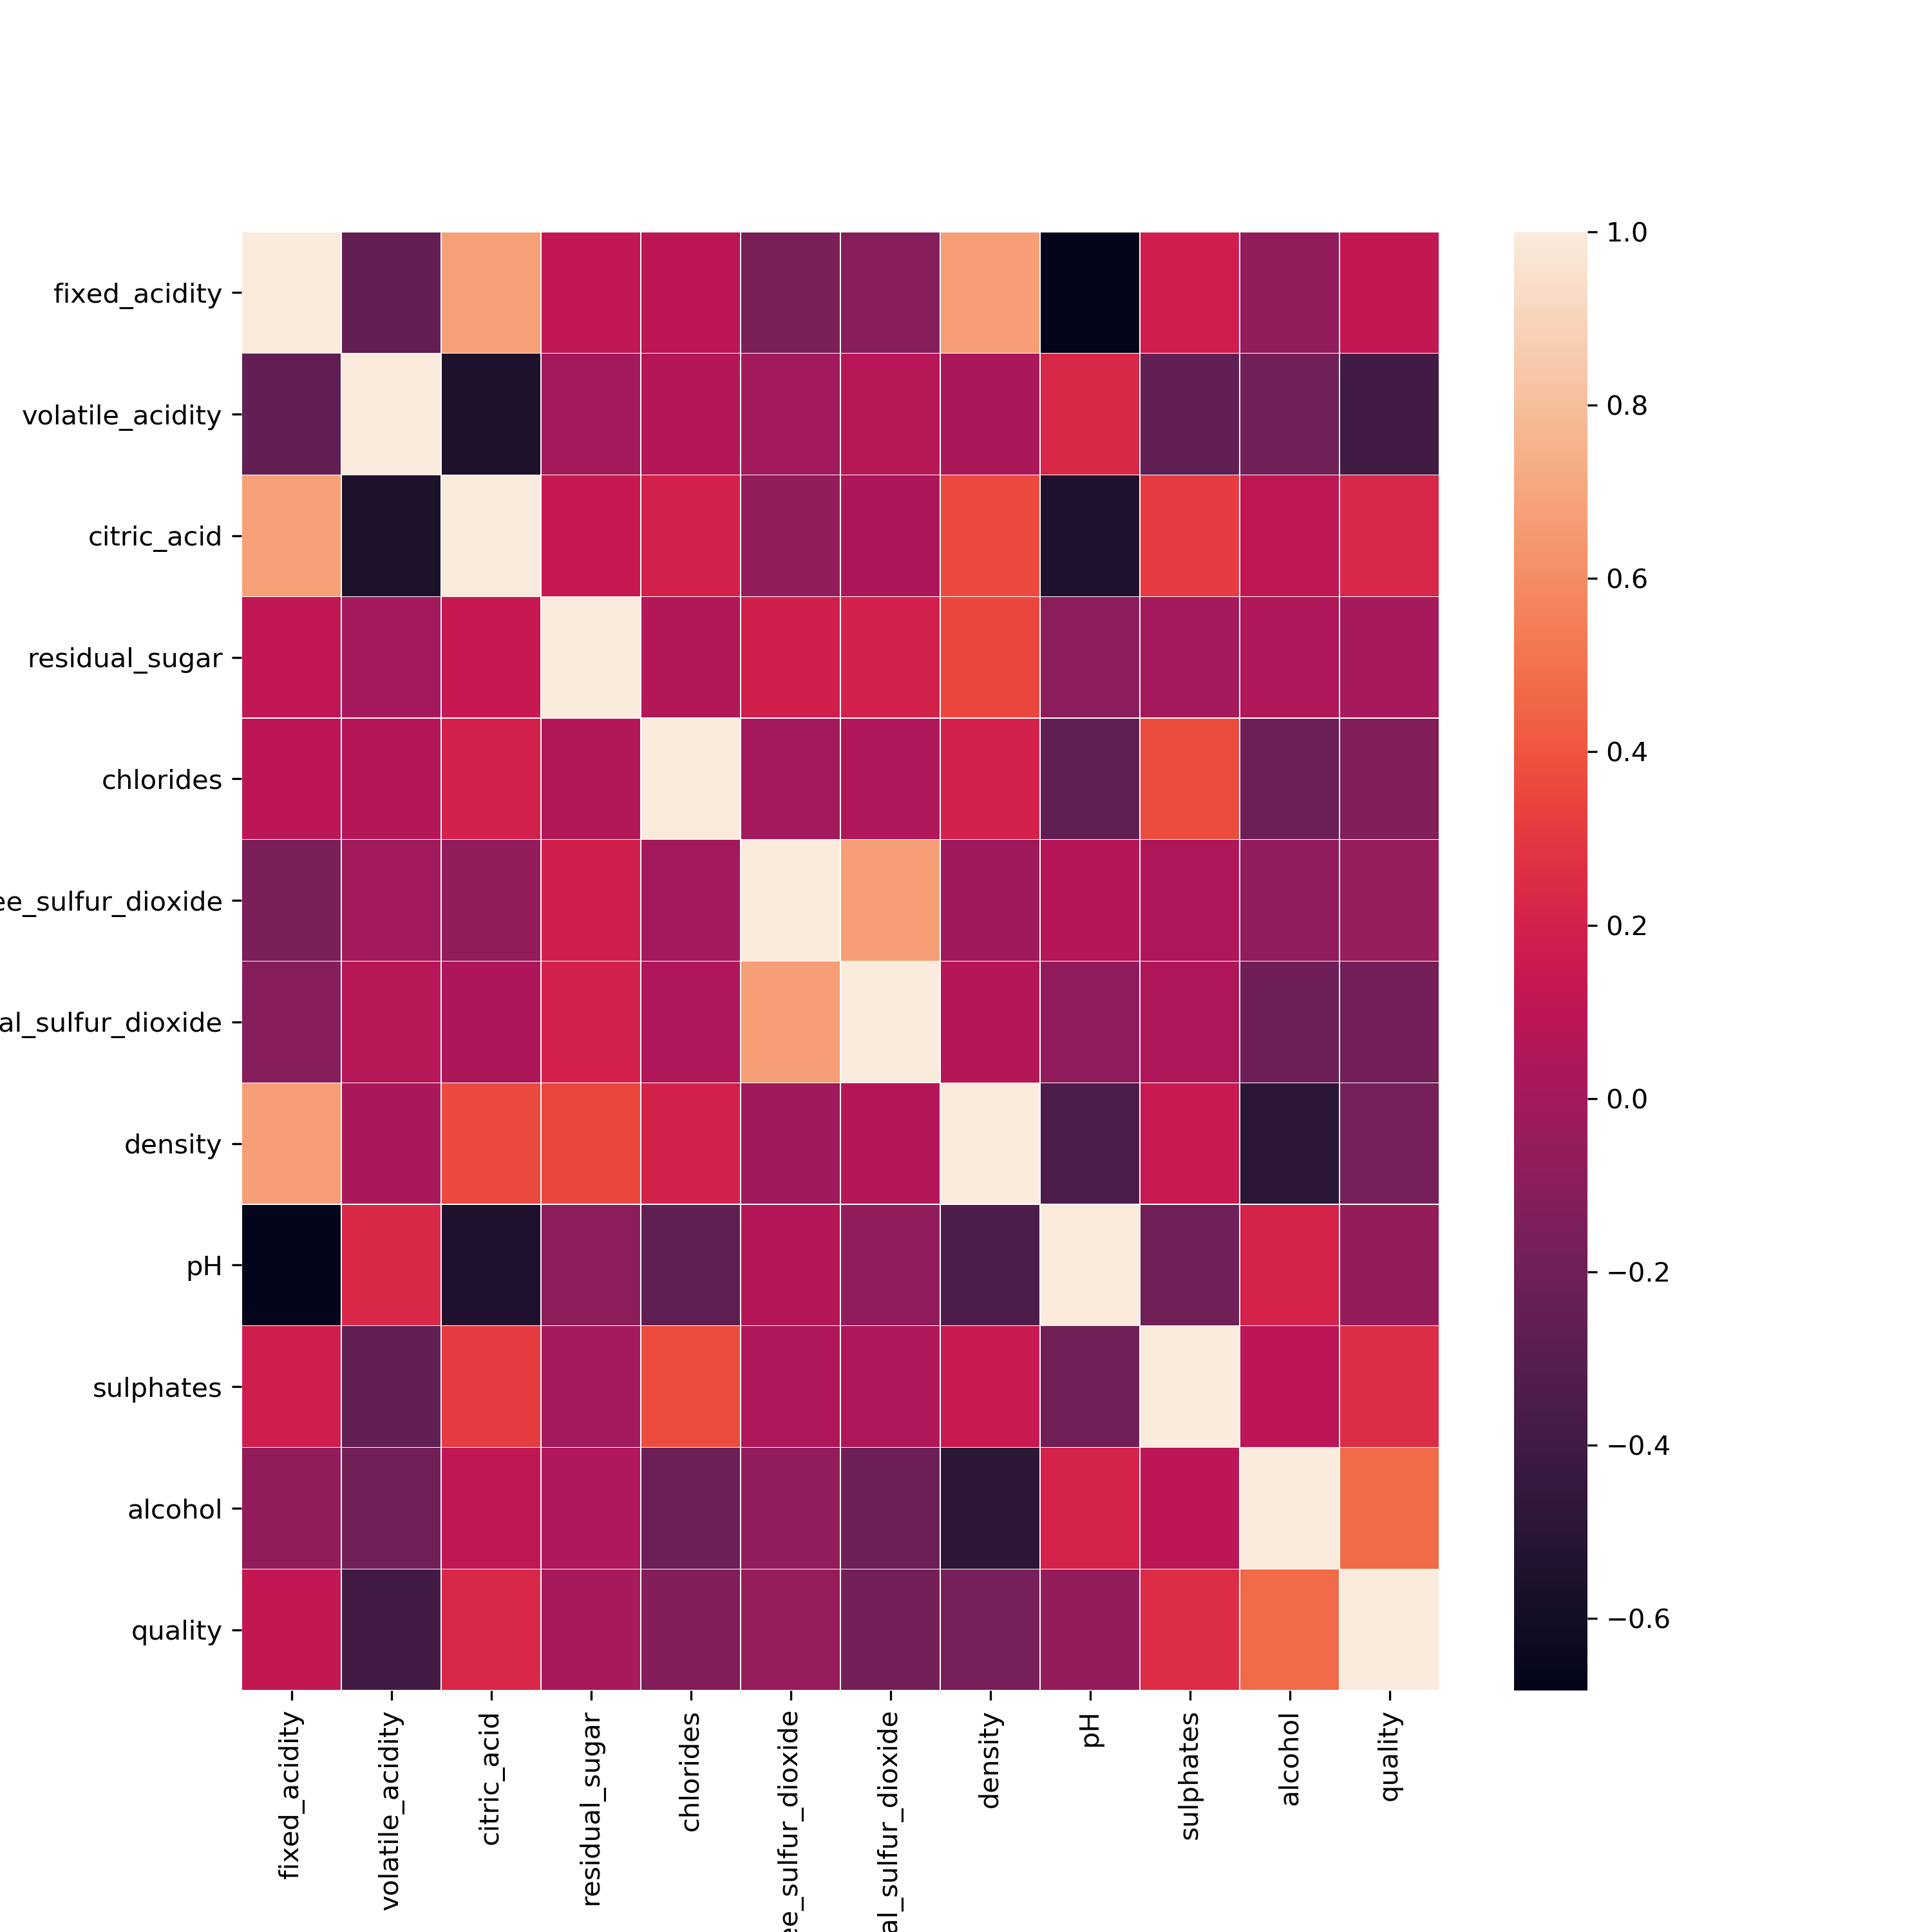 fixed_acidity
volatile_acidity
citric_acid
residual_sugar
chlorides
ee_sulfur_dioxide
al_sulfur_dioxide
density
pH
sulphates
alcohol
quality
fixed_acidity
volatile_acidity
citric_acid
residual_sugar
chlorides
ee_sulfur_dioxide
al_sulfur_dioxide
density
pH
sulphates
alcohol
quality
1.0
0.8
0.6
0.4
0.2
0.0
−0.2
−0.4
−0.6